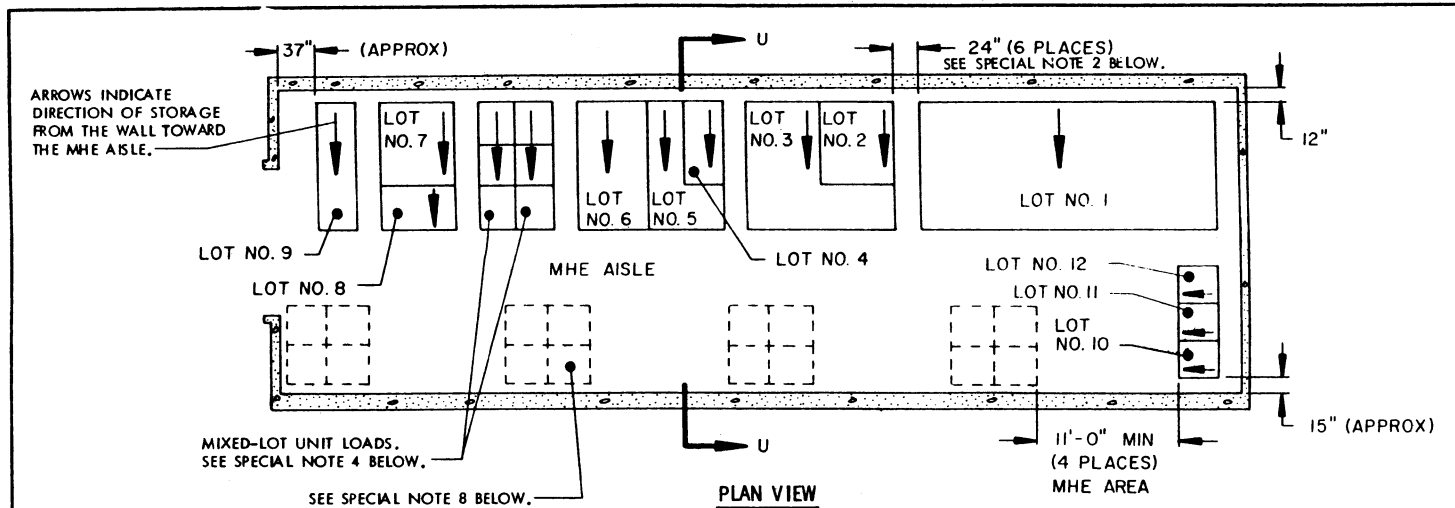 37" (APPROX)
U
24" (6 PLACES)
SEE SPECIAL NOTE 2 BELOW.
ARROWS INDICATE
DIRECTION OF STORAGE
FROM THE WALL TOWARD
THE MHE AISLE.
12"
LOT
NO. 7
LOT
NO. 6
LOT
NO. 5
LOT
NO. 3
LOT
NO. 2
LOT NO. 1
LOT NO. 9
LOT NO. 8
MHE AISLE
LOT NO. 4
LOT NO. 12
LOT NO. 11
LOT
NO. 10
MIXED-LOT UNIT LOADS.
SEE SPECIAL NOTE 4 BELOW.
SEE SPECIAL NOTE 8 BELOW.
U
PLAN VIEW
11'-0" MIN
(4 PLACES)
MHE AREA
15" (APPROX)